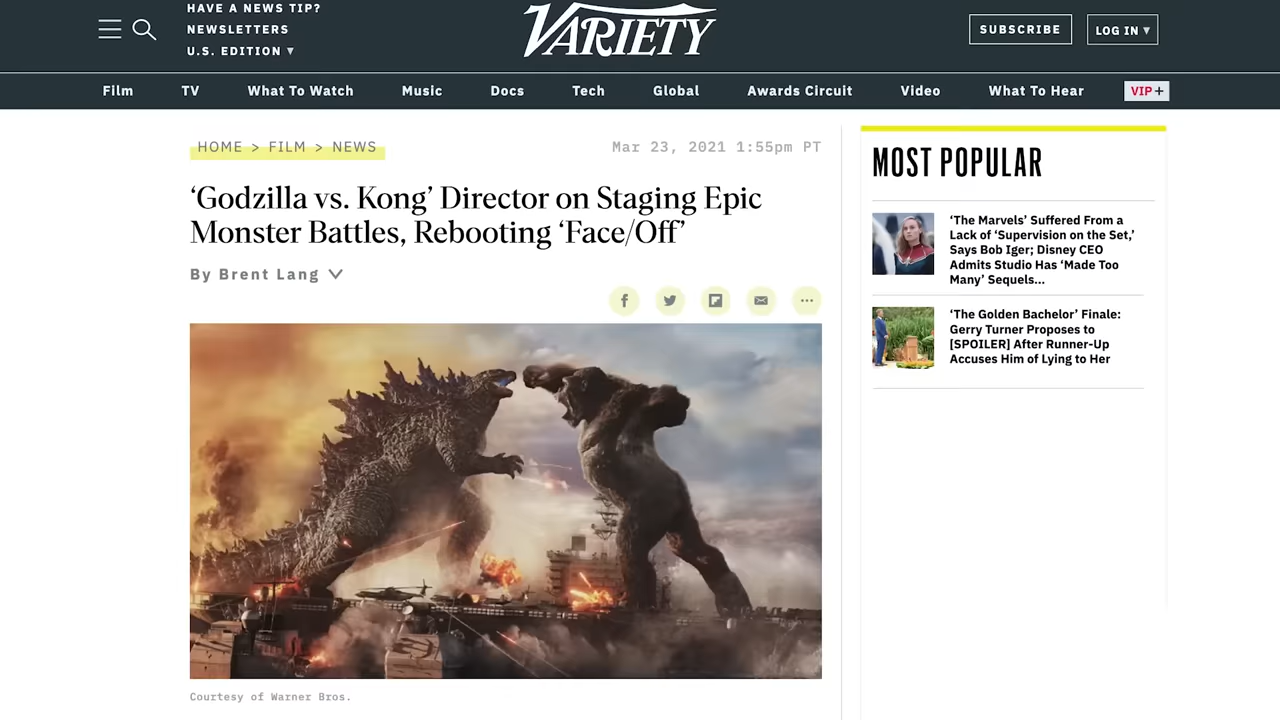 HAVE A NEWS TIP?
NEWSLETTERS
U.S. EDITION ▾
VARIETY
SUBSCRIBE
LOG IN ▾
Film TV What To Watch Music Docs Tech Global Awards Circuit Video What To Hear VIP+
HOME > FILM > NEWS
Mar 23, 2021 1:55pm PT
‘Godzilla vs. Kong’ Director on Staging Epic
Monster Battles, Rebooting ‘Face/Off’
By Brent Lang
Courtesy of Warner Bros.
MOST POPULAR
‘The Marvels’ Suffered From a
Lack of ‘Supervision on the Set,’
Says Bob Iger; Disney CEO
Admits Studio Has ‘Made Too
Many’ Sequels...
‘The Golden Bachelor’ Finale:
Gerry Turner Proposes to
[SPOILER] After Runner-Up
Accuses Him of Lying to Her